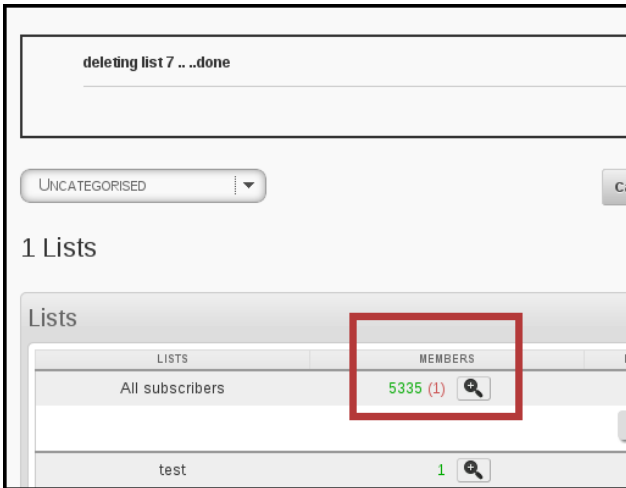 deleting list 7 .. ..done
UNCATEGORISED
1 Lists
Lists
LISTS MEMBERS
All subscribers 5335 (1)
test 1